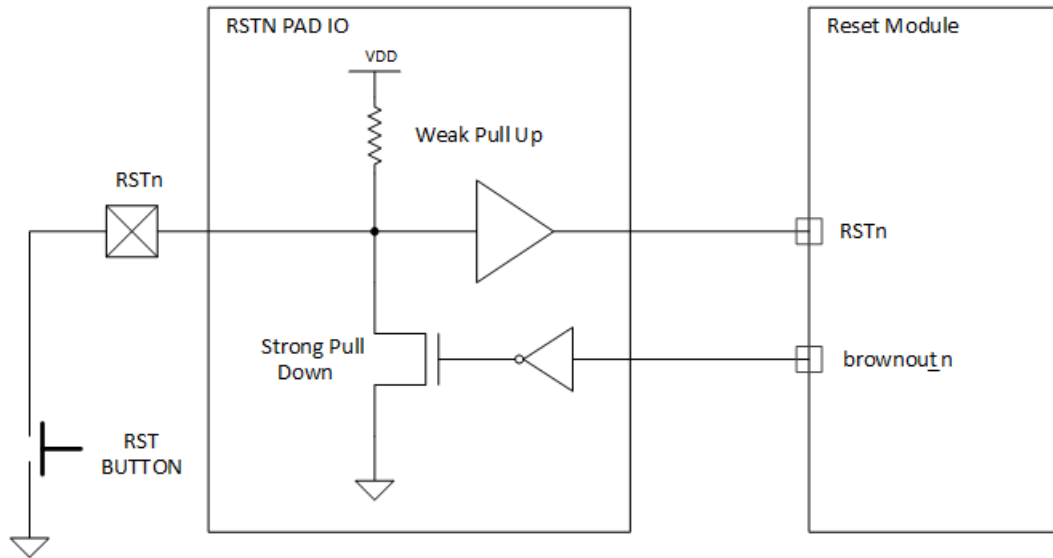 RSTN PAD IO
Reset Module
VDD
Weak Pull Up
RSTn
RSTn
Strong Pull
Down
brownout_n
RST
BUTTON